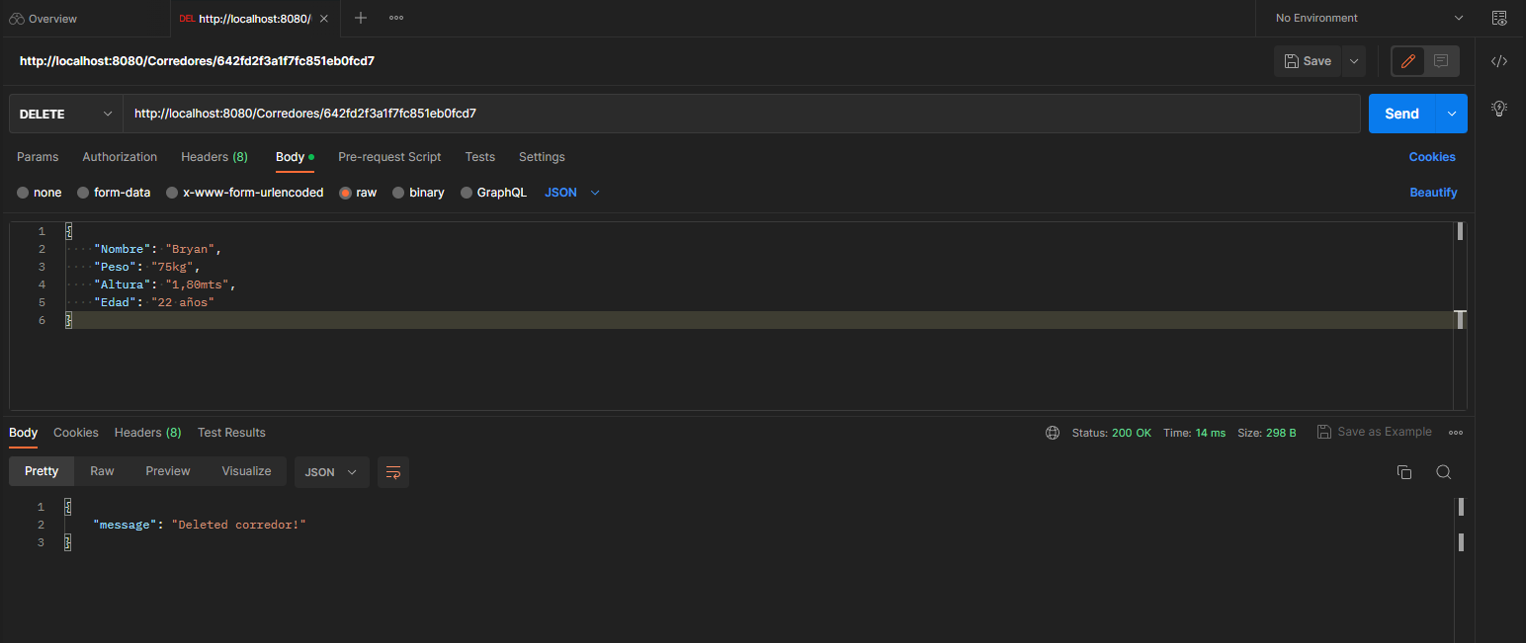 Overview
DEL http://localhost:8080/
No Environment
http://localhost:8080/Corredores/642fd2f3a1f7fc851eb0fcd7
Save
DELETE
http://localhost:8080/Corredores/642fd2f3a1f7fc851eb0fcd7
Send
Params Authorization Headers (8) Body Pre-request Script Tests Settings Cookies
none form-data x-www-form-urlencoded raw binary GraphQL JSON Beautify
1 {
2 "Nombre": "Bryan",
3 "Peso": "75kg",
4 "Altura": "1,80mts",
5 "Edad": "22 años"
6 }
Body Cookies Headers (8) Test Results Status: 200 OK Time: 14 ms Size: 298 B Save as Example
Pretty Raw Preview Visualize JSON
1 {
2 "message": "Deleted corredor!"
3 }